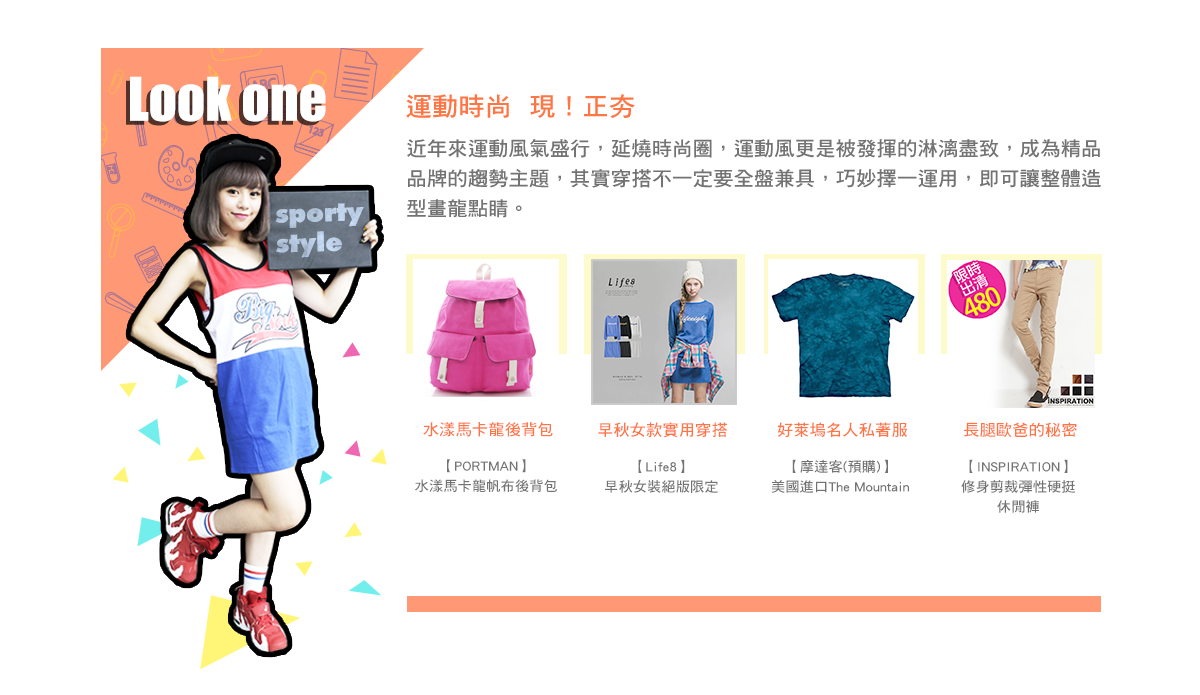 Look one
ABC
123
sporty
style
運動時尚 現！正夯
近年來運動風氣盛行，延燒時尚圈，運動風更是被發揮的淋漓盡致，成為精品
品牌的趨勢主題，其實穿搭不一定要全盤兼具，巧妙擇一運用，即可讓整體造
型畫龍點睛。
Life8
限時
出清
480
INSPIRATION
水漾馬卡龍後背包
早秋女款實用穿搭
好萊塢名人私著服
長腿歐爸的秘密
【 PORTMAN 】
水漾馬卡龍帆布後背包
【 Life8 】
早秋女裝絕版限定
【 摩達客(預購) 】
美國進口The Mountain
【 INSPIRATION 】
修身剪裁彈性硬挺
休閒褲